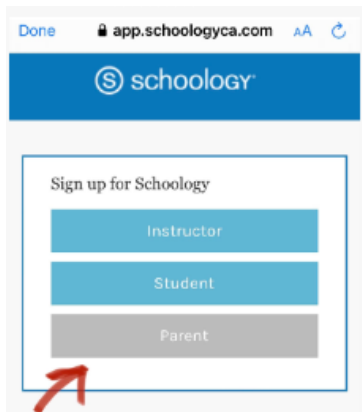 Done app.schoologyca.com AA
S schoology
Sign up for Schoology
Instructor
Student
Parent